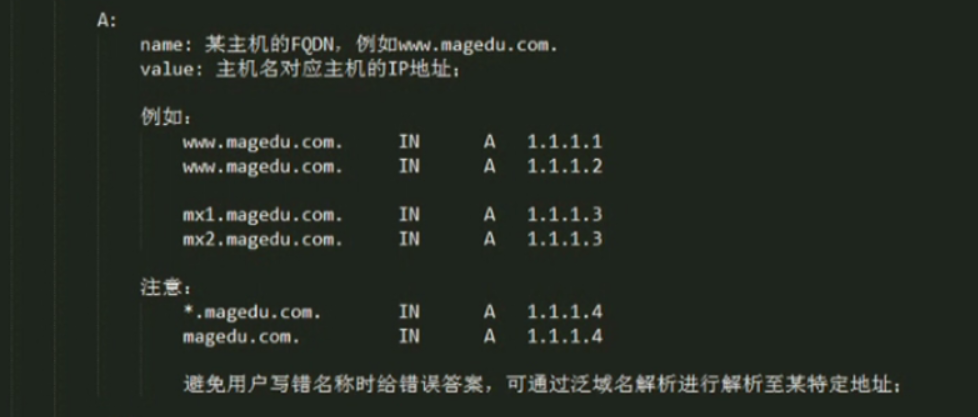 A:
name: 某主机的FQDN，例如www.magedu.com.
value: 主机名对应主机的IP地址；
例如：
www.magedu.com. IN A 1.1.1.1
www.magedu.com. IN A 1.1.1.2
mx1.magedu.com. IN A 1.1.1.3
mx2.magedu.com. IN A 1.1.1.3
注意：
*.magedu.com. IN A 1.1.1.4
magedu.com. IN A 1.1.1.4
避免用户写错名称时给错误答案，可通过泛域名解析进行解析至某特定地址；